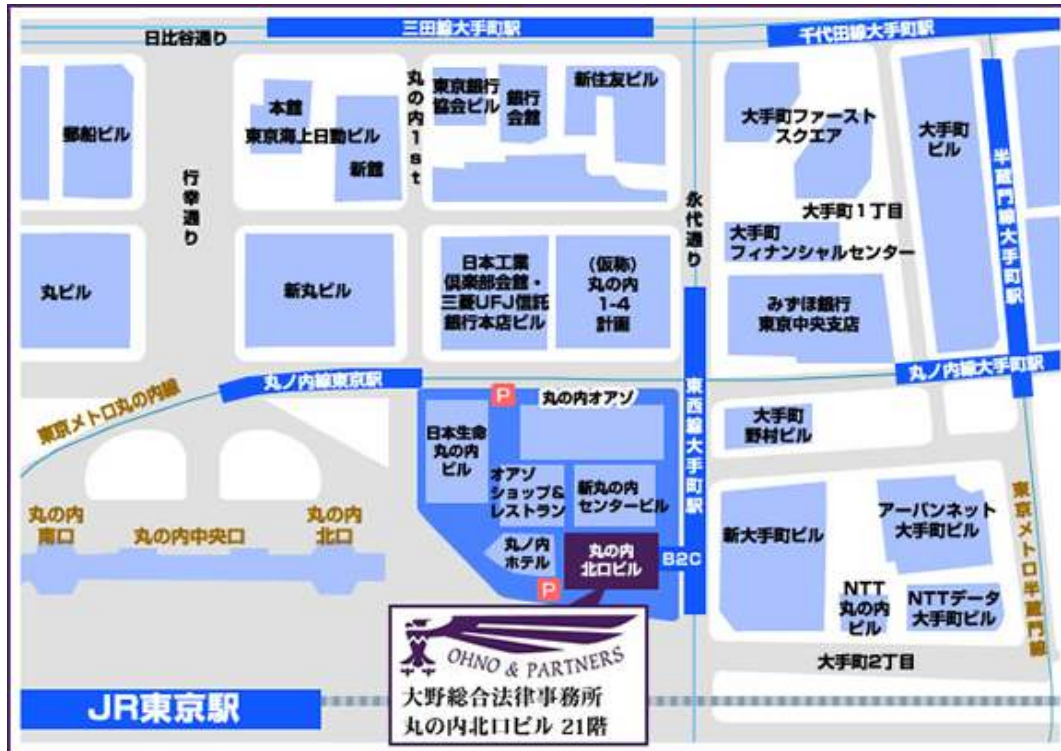 三田線大手町駅
千代田線大手町駅
日比谷通り
郵船ビル
本館
東京海上日動ビル
新館
丸の内1st
東京銀行
協会ビル
銀行
会館
新住友ビル
大手町ファースト
スクエア
大手町
ビル
半蔵門線大手町駅
行幸通り
永代通り
大手町1丁目
大手町
フィナンシャルセンター
丸ビル
新丸ビル
日本工業
倶楽部会館・
三菱UFJ信託
銀行本店ビル
(仮称)
丸の内
1-4
計画
みずほ銀行
東京中央支店
丸ノ内線東京駅
丸ノ内線大手町駅
東京メトロ丸の内線
P
丸の内オアゾ
東西線大手町駅
大手町
野村ビル
日本生命
丸の内
ビル
オアゾ
ショップ&
レストラン
新丸の内
センタービル
新大手町ビル
アーバンネット
大手町ビル
東京メトロ半蔵門線
丸の内
南口
丸の内中央口
丸の内
北口
丸ノ内
ホテル
丸の内
北口ビル
B2C
P
NTT
丸の内
ビル
NTTデータ
大手町ビル
大手町2丁目
OHNO & PARTNERS
大野総合法律事務所
丸の内北口ビル 21階
JR東京駅